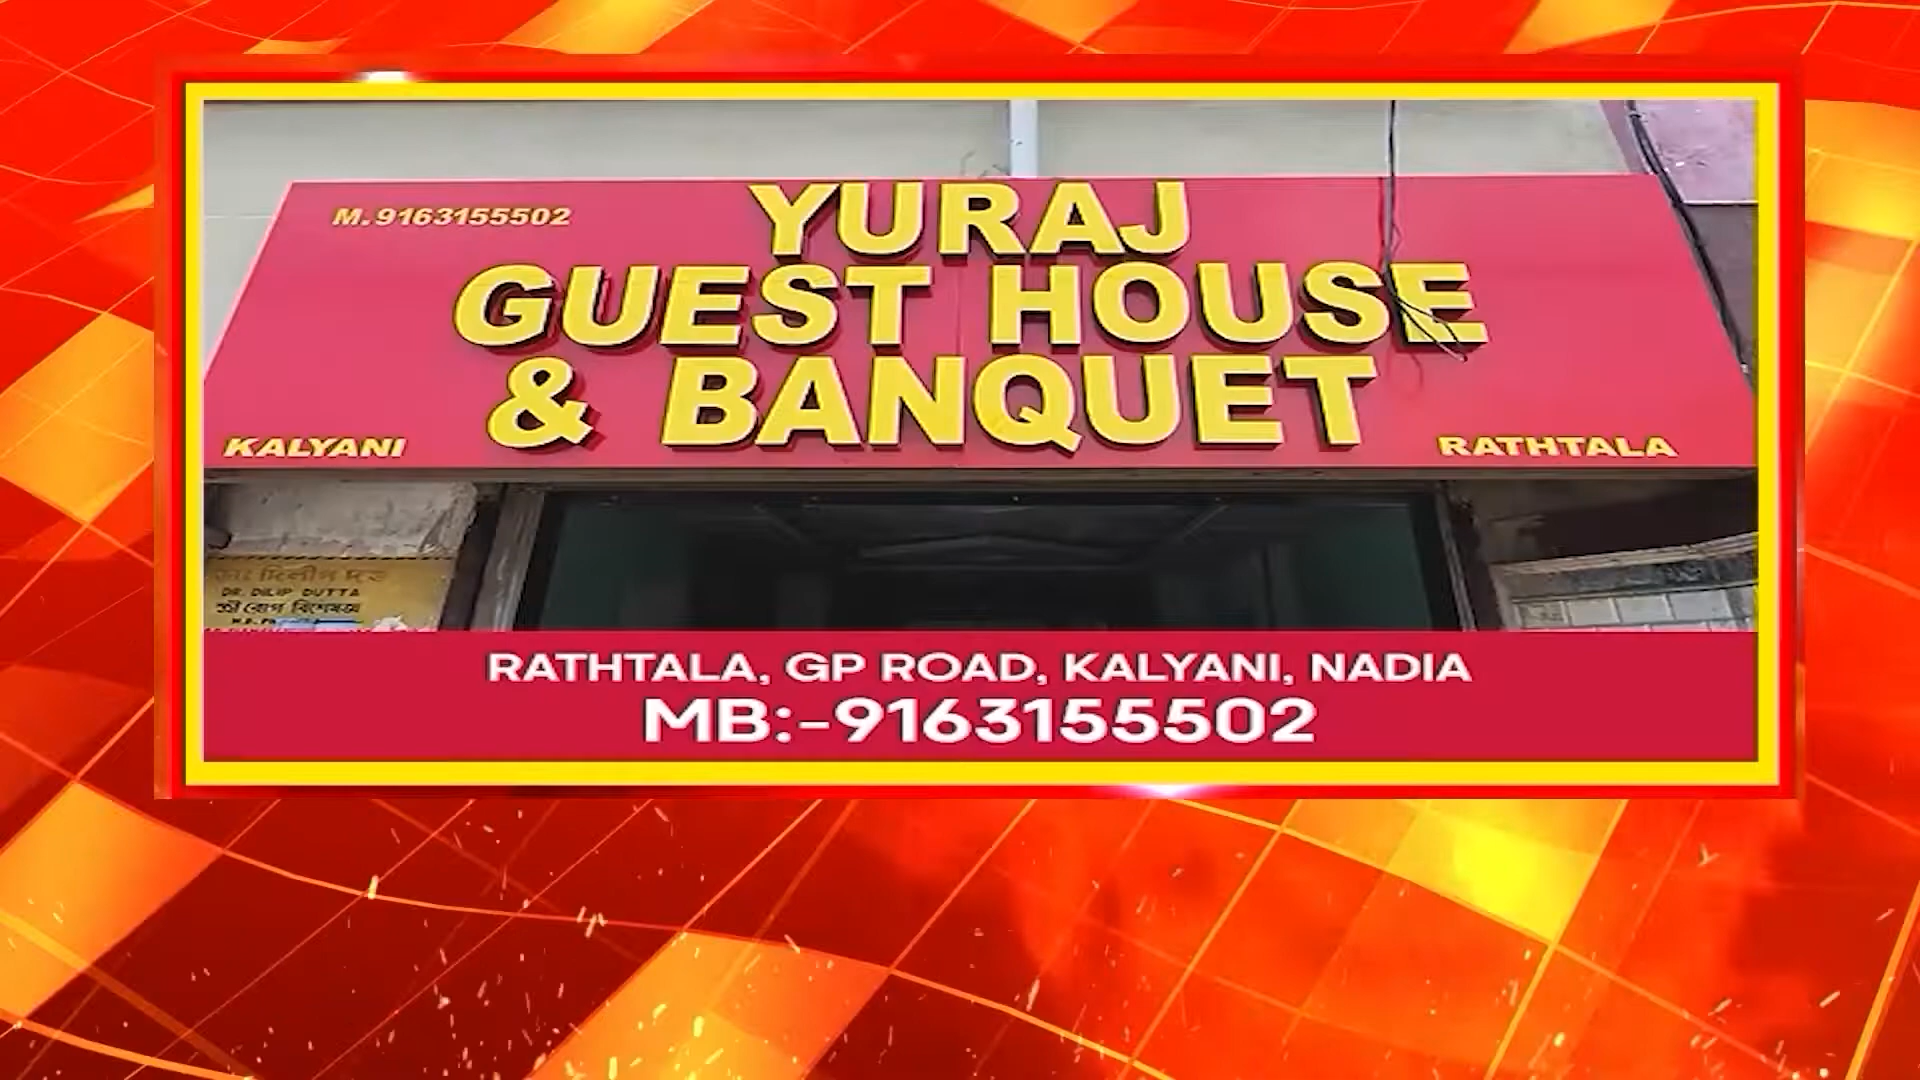 M. 9163155502
YURAJ
GUEST HOUSE
& BANQUET
KALYANI
RATHTALA
DR. DILIP DUTTA
RATHTALA, GP ROAD, KALYANI, NADIA
MB:-9163155502